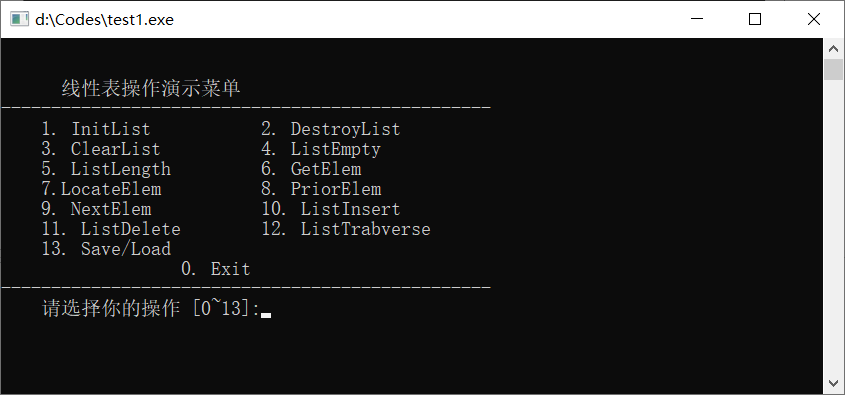 d:\Codes\test1.exe
线性表操作演示菜单
-------------------------------------------------
1. InitList 2. DestroyList
3. ClearList 4. ListEmpty
5. ListLength 6. GetElem
7.LocateElem 8. PriorElem
9. NextElem 10. ListInsert
11. ListDelete 12. ListTrabverse
13. Save/Load
0. Exit
-------------------------------------------------
请选择你的操作 [0~13]: